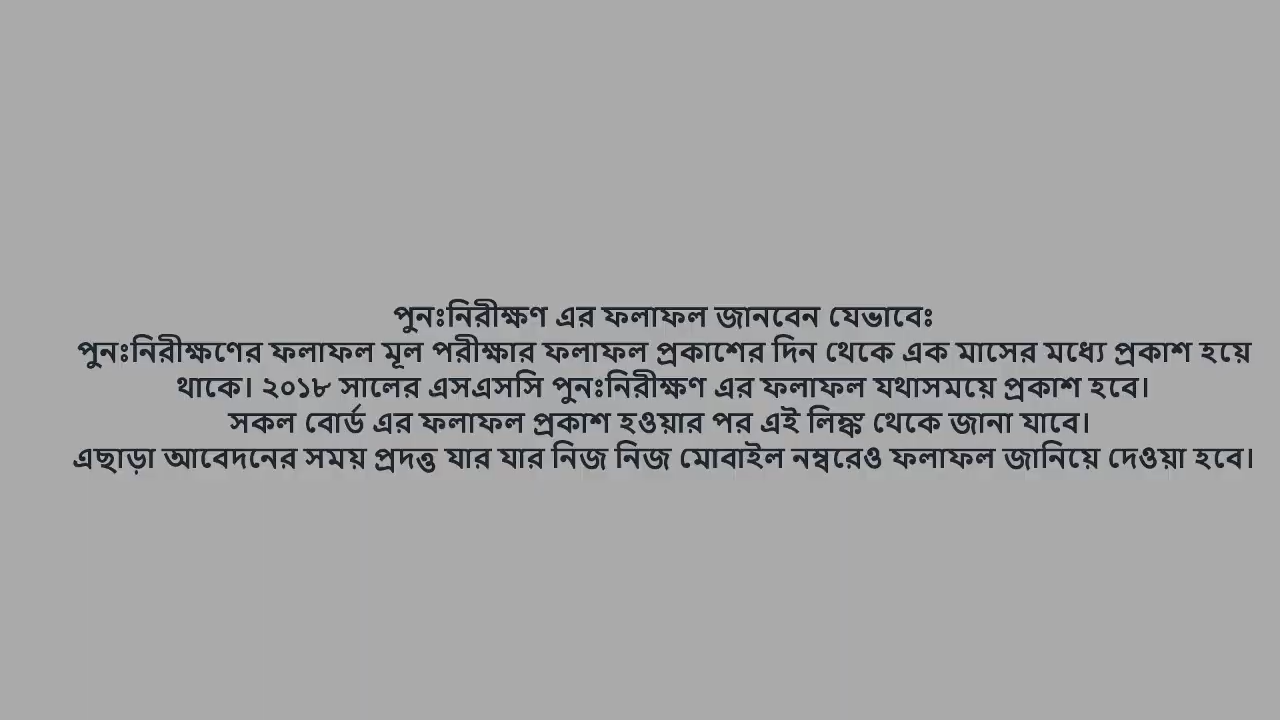 পুনঃনিরীক্ষণ এর ফলাফল জানবেন যেভাবেঃ
পুনঃনিরীক্ষণের ফলাফল মূল পরীক্ষার ফলাফল প্রকাশের দিন থেকে এক মাসের মধ্যে প্রকাশ হয়ে
থাকে। ২০১৮ সালের এসএসসি পুনঃনিরীক্ষণ এর ফলাফল যথাসময়ে প্রকাশ হবে।
সকল বোর্ড এর ফলাফল প্রকাশ হওয়ার পর এই লিঙ্ক থেকে জানা যাবে।
এছাড়া আবেদনের সময় প্রদত্ত যার যার নিজ নিজ মোবাইল নম্বরেও ফলাফল জানিয়ে দেওয়া হবে।